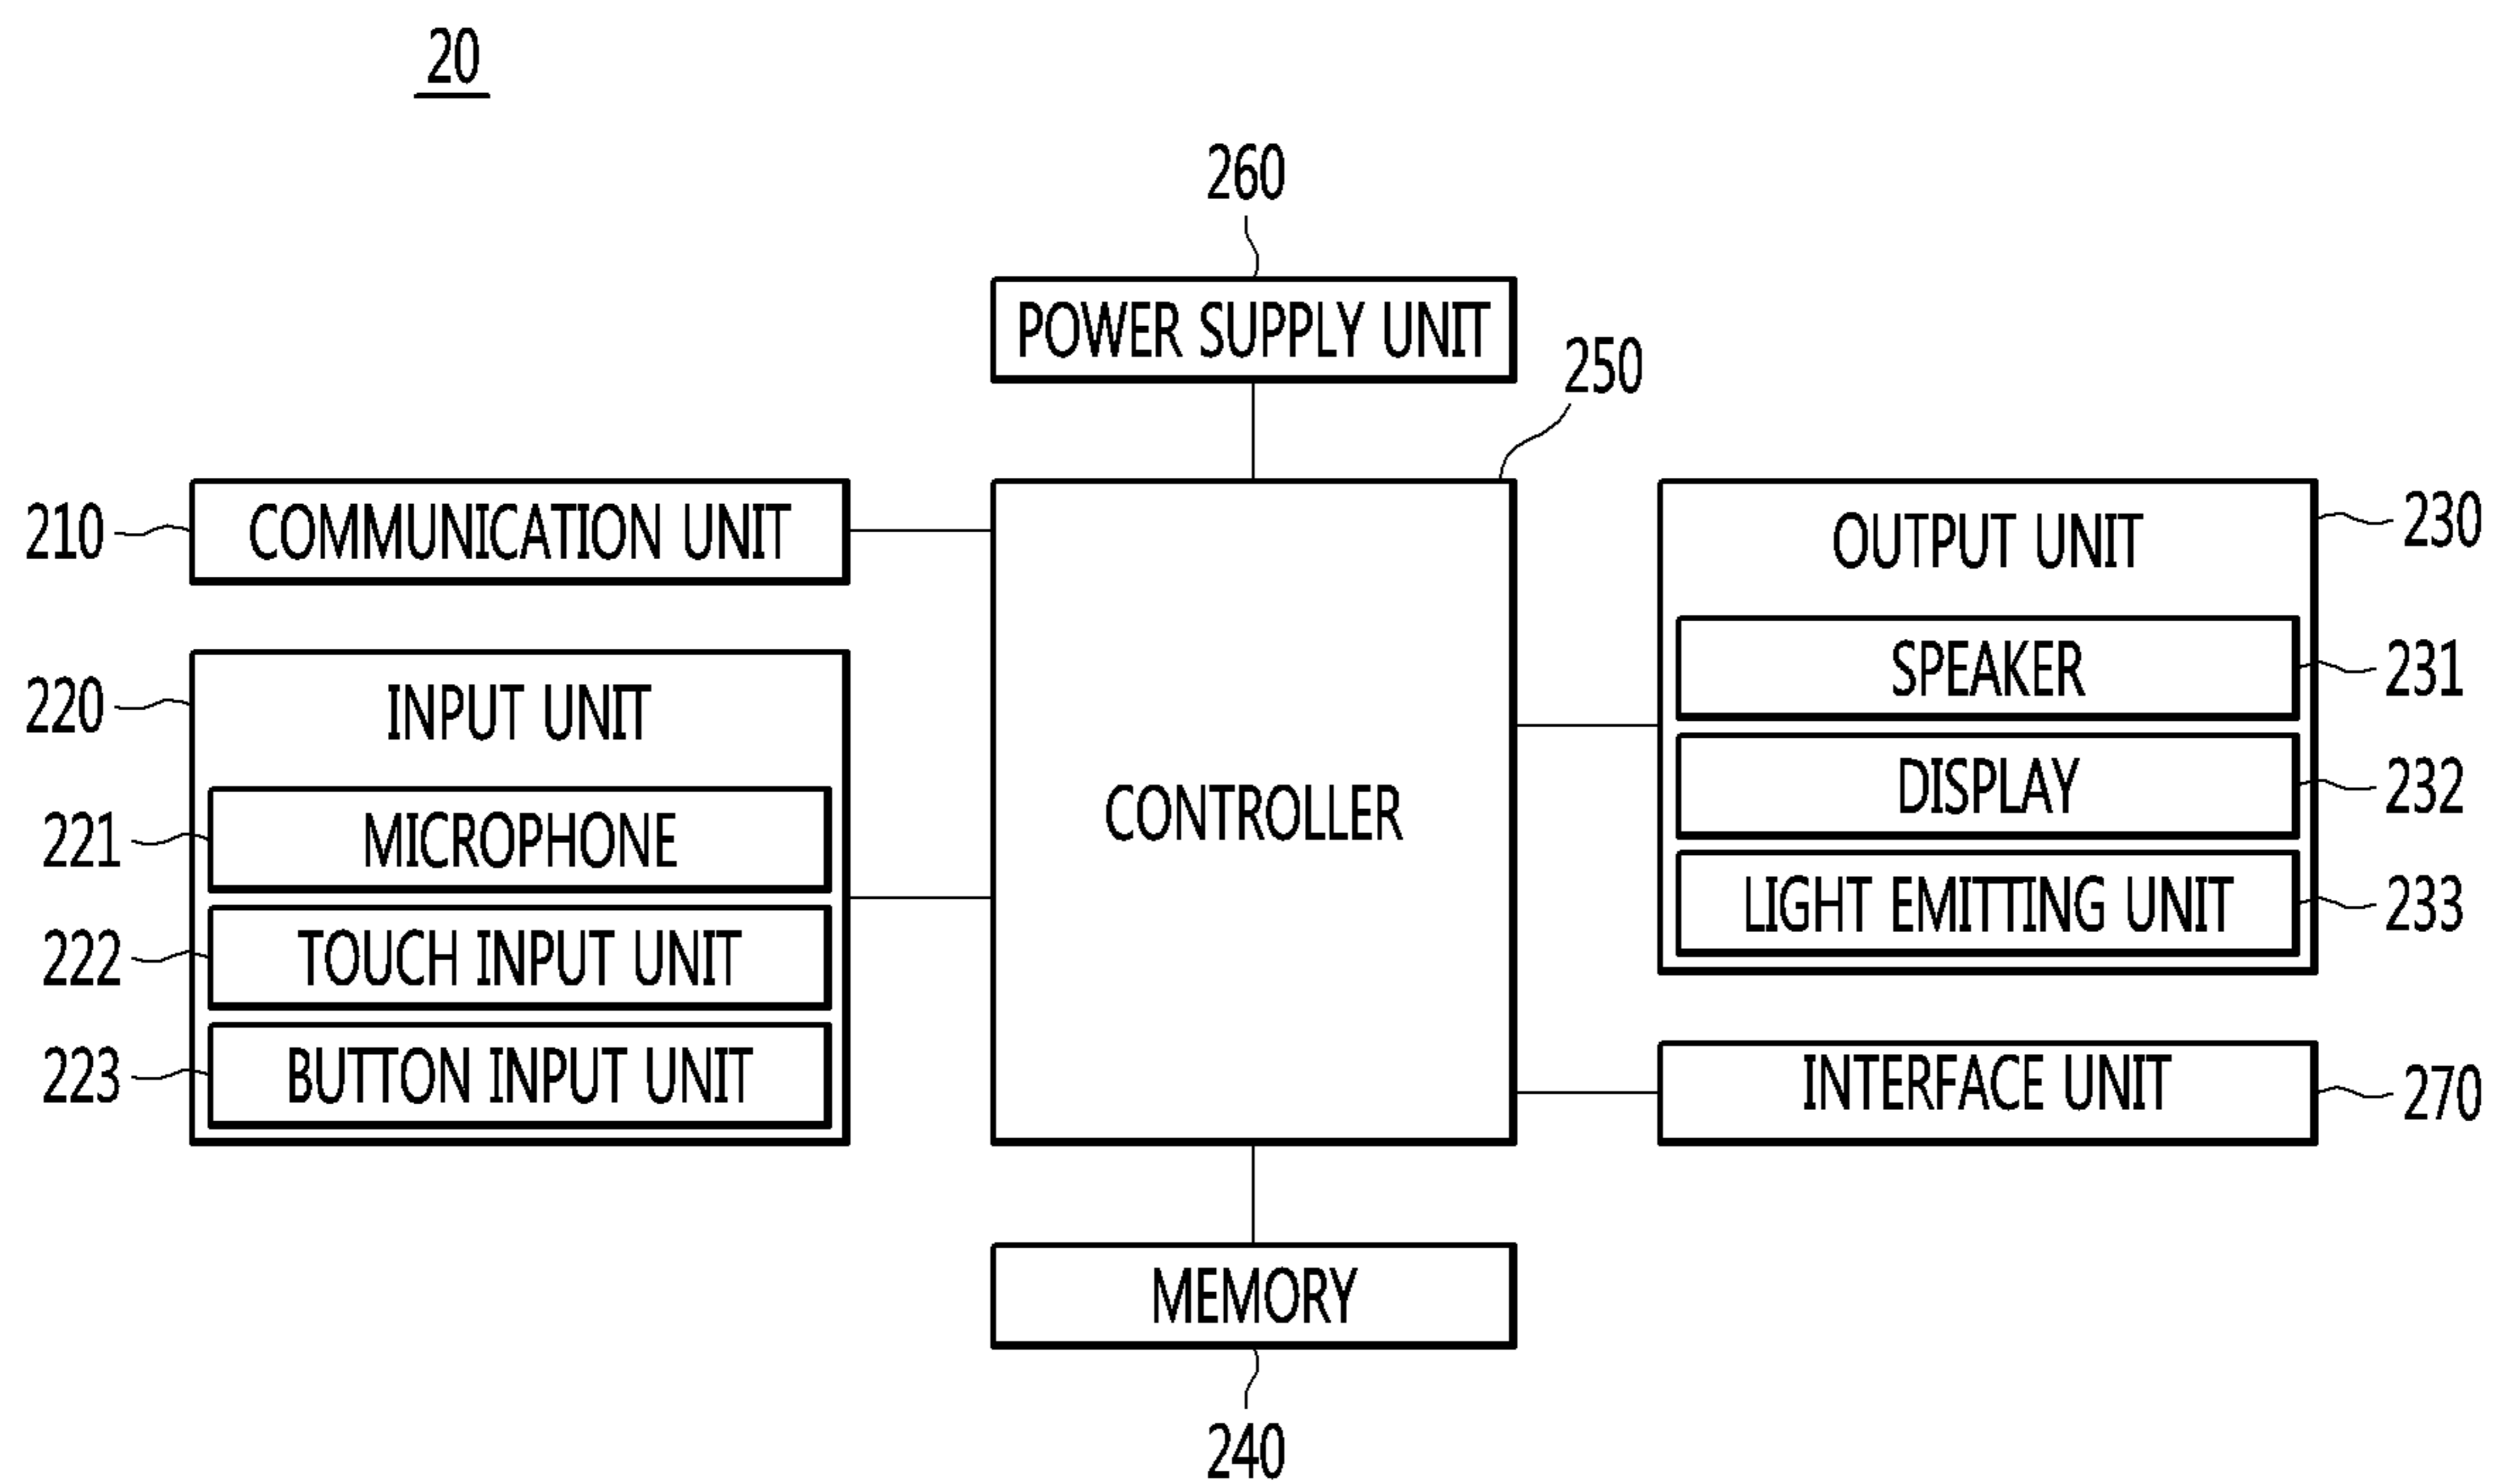 20
260
POWER SUPPLY UNIT
250
210
COMMUNICATION UNIT
220
INPUT UNIT
221
MICROPHONE
222
TOUCH INPUT UNIT
223
BUTTON INPUT UNIT
CONTROLLER
OUTPUT UNIT
230
SPEAKER
231
DISPLAY
232
LIGHT EMITTING UNIT
233
INTERFACE UNIT
270
MEMORY
240